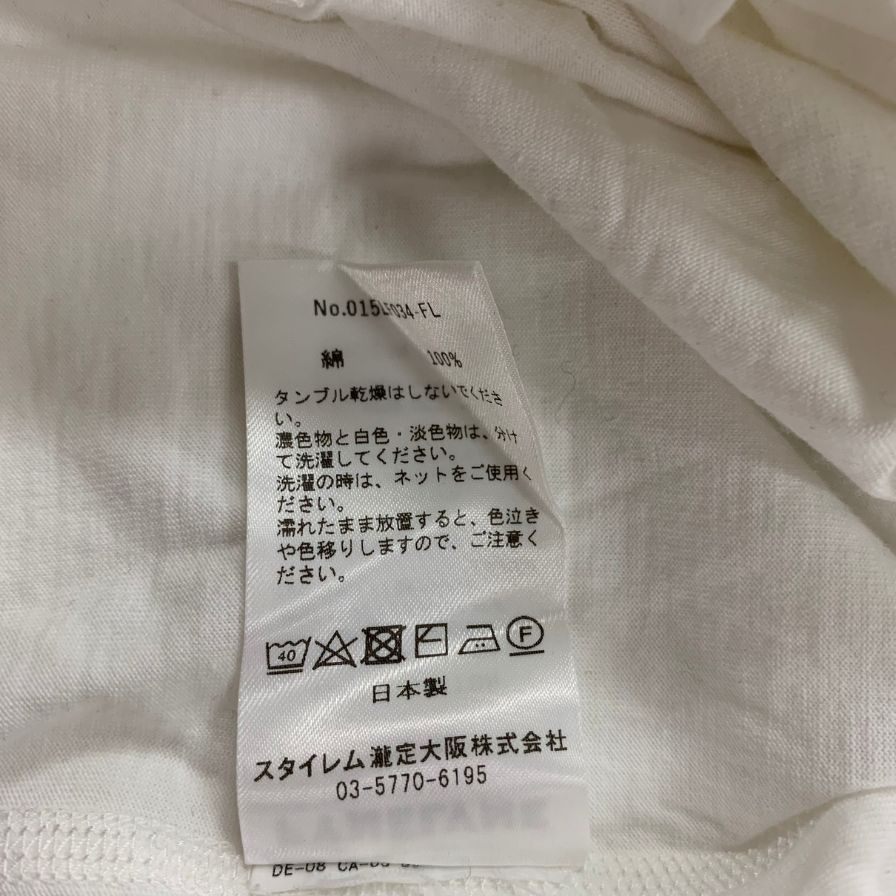 No.015LF034-FL
綿 100%
タンブル乾燥はしないでくださ
い。
濃色物と白色・淡色物は、分け
て洗濯してください。
洗濯の時は、ネットをご使用く
ださい。
濡れたまま放置すると、色泣き
や色移りしますので、ご注意く
ださい。
40
F
日本製
スタイレム瀧定大阪株式会社
03-5770-6195
DE-08